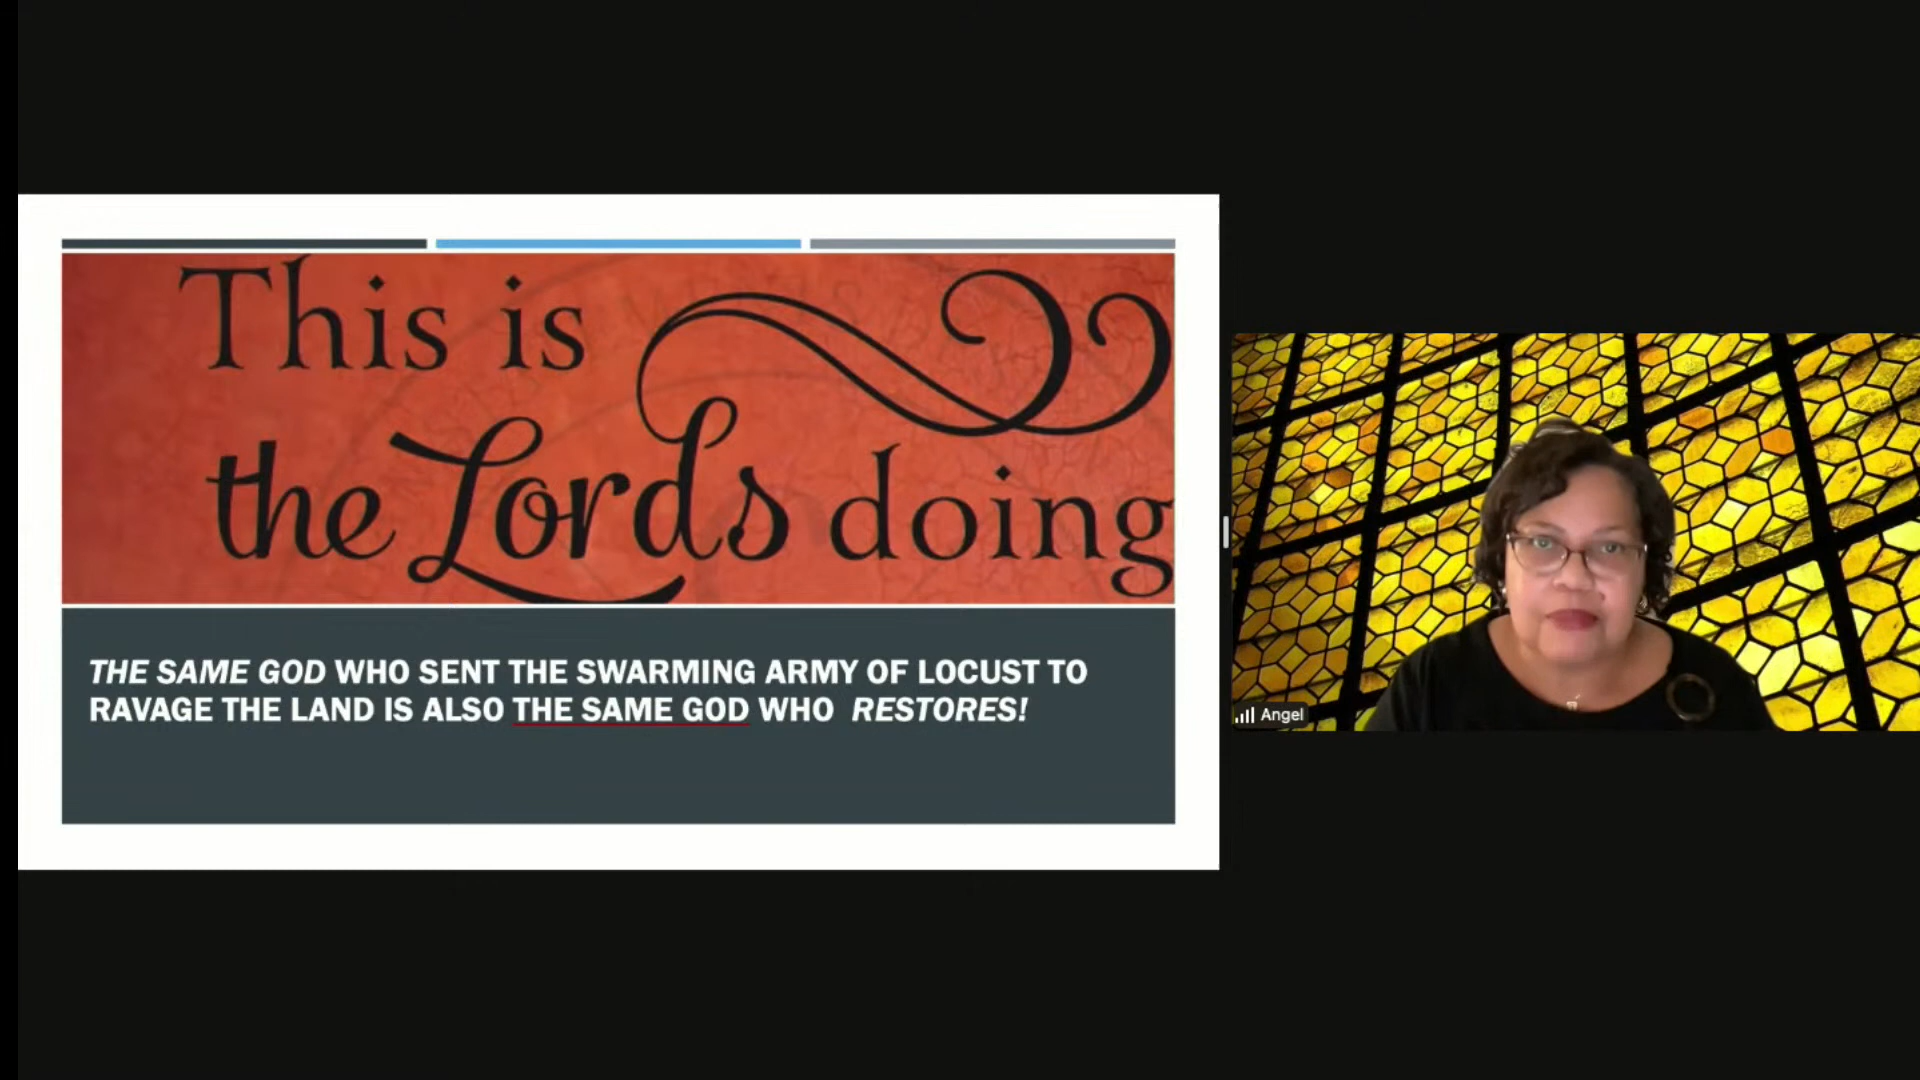 This is
the Lord's doing
THE SAME GOD WHO SENT THE SWARMING ARMY OF LOCUST TO
RAVAGE THE LAND IS ALSO THE SAME GOD WHO RESTORES!
Angel